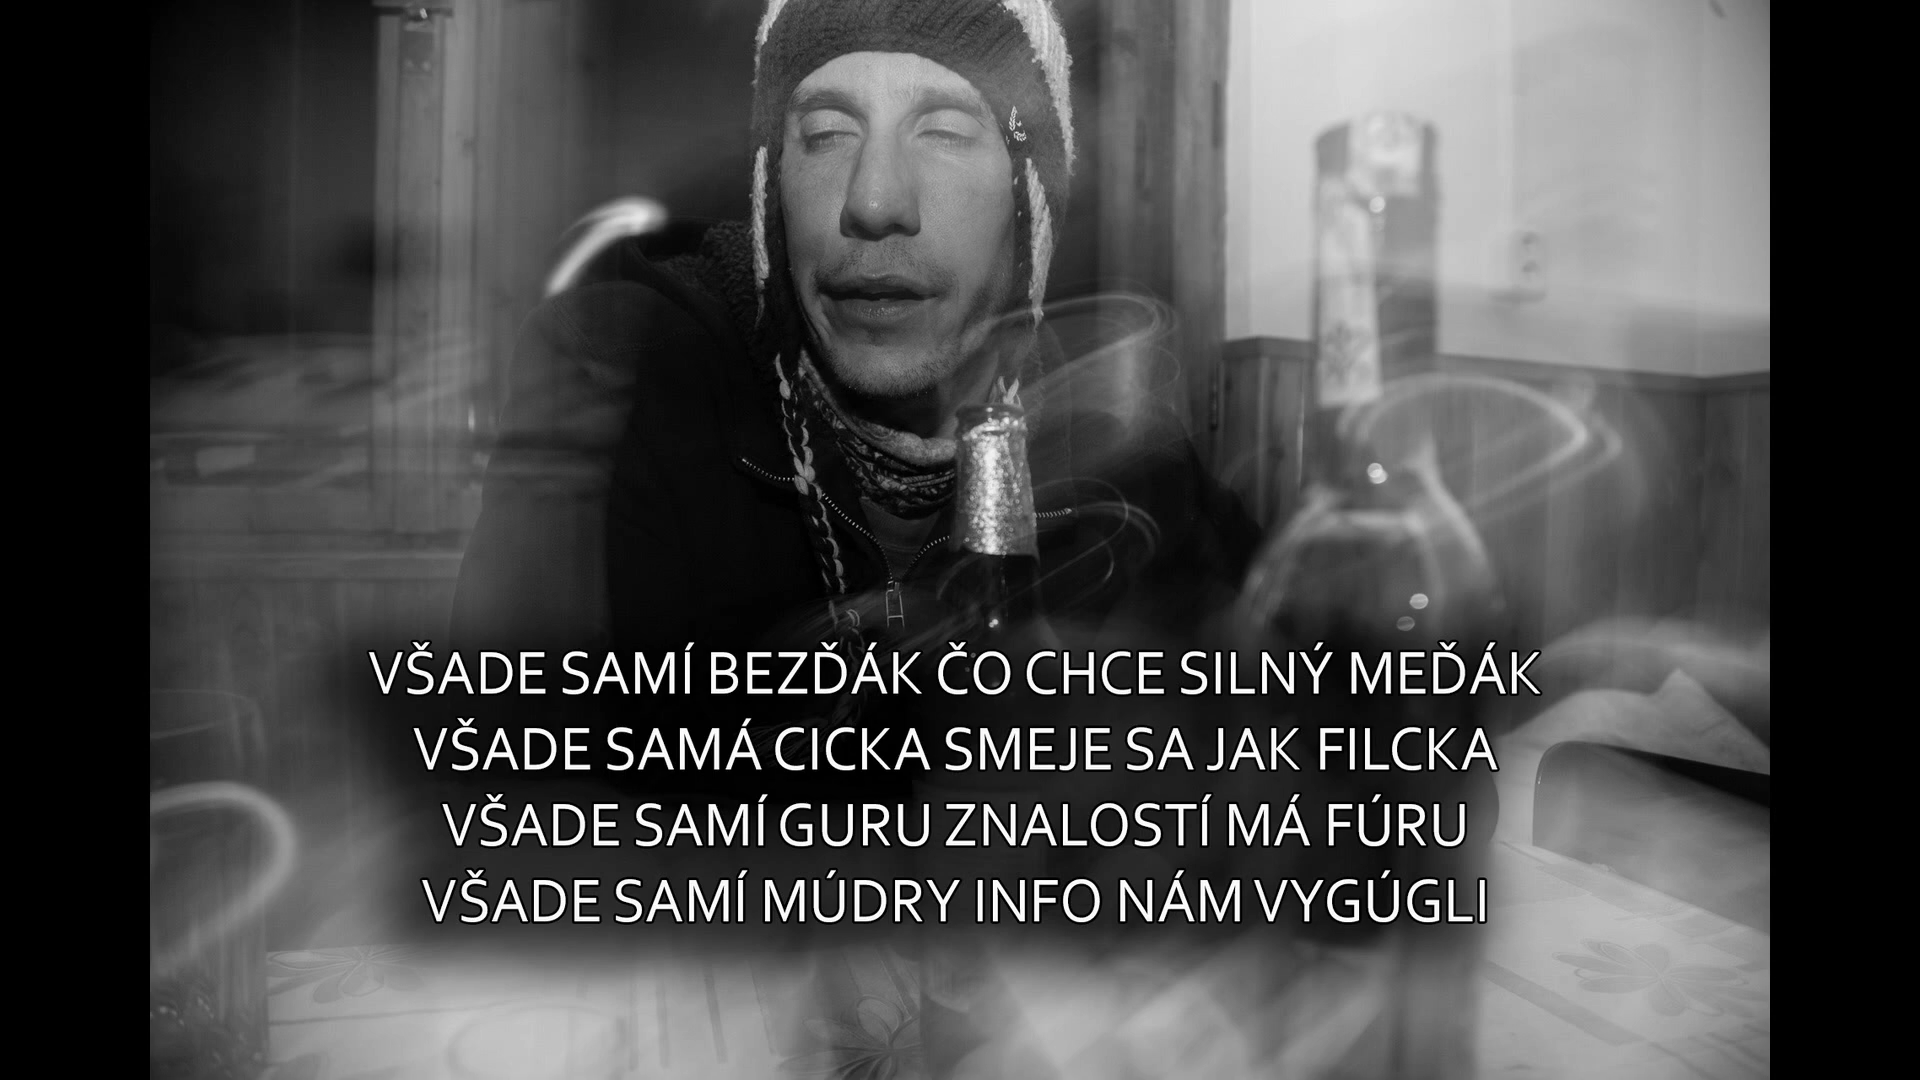 VŠADE SAMÍ BEZĎÁK ČO CHCE SILNÝ MEĎÁK
VŠADE SAMÁ CICKA SMEJE SA JAK FILCKA
VŠADE SAMÍ GURU ZNALOSTÍ MÁ FÚRU
VŠADE SAMÍ MÚDRY INFO NÁM VYGÚGLI